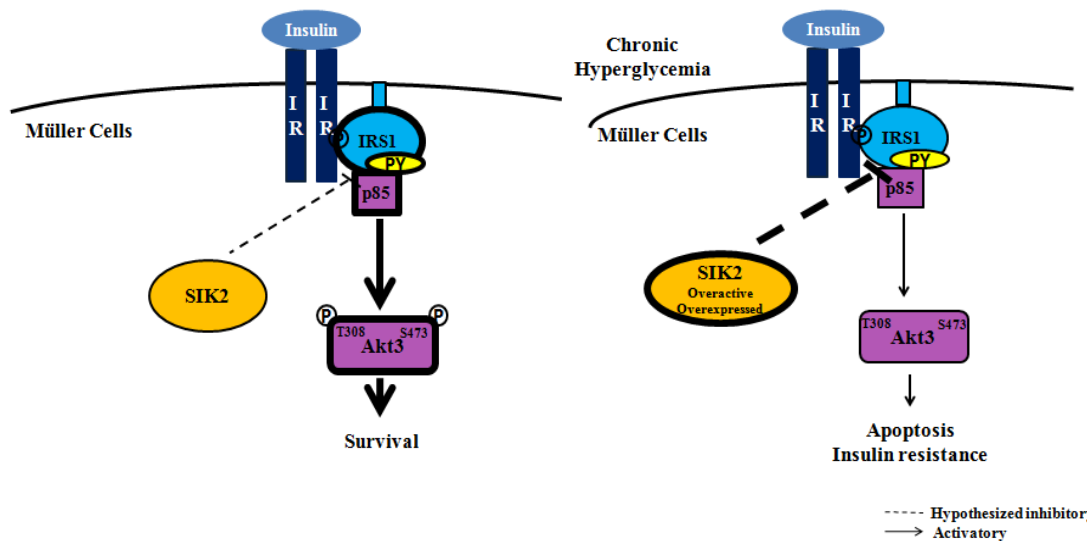 Insulin
I
R
I
R
Müller Cells
P
IRS1
PY
p85
SIK2
P
P
T308
S473
Akt3
Survival
Chronic
Hyperglycemia
Insulin
I
R
I
R
Müller Cells
P
IRS1
PY
p85
SIK2
Overactive
Overexpressed
T308
S473
Akt3
Apoptosis
Insulin resistance
Hypothesized inhibitory
Activatory